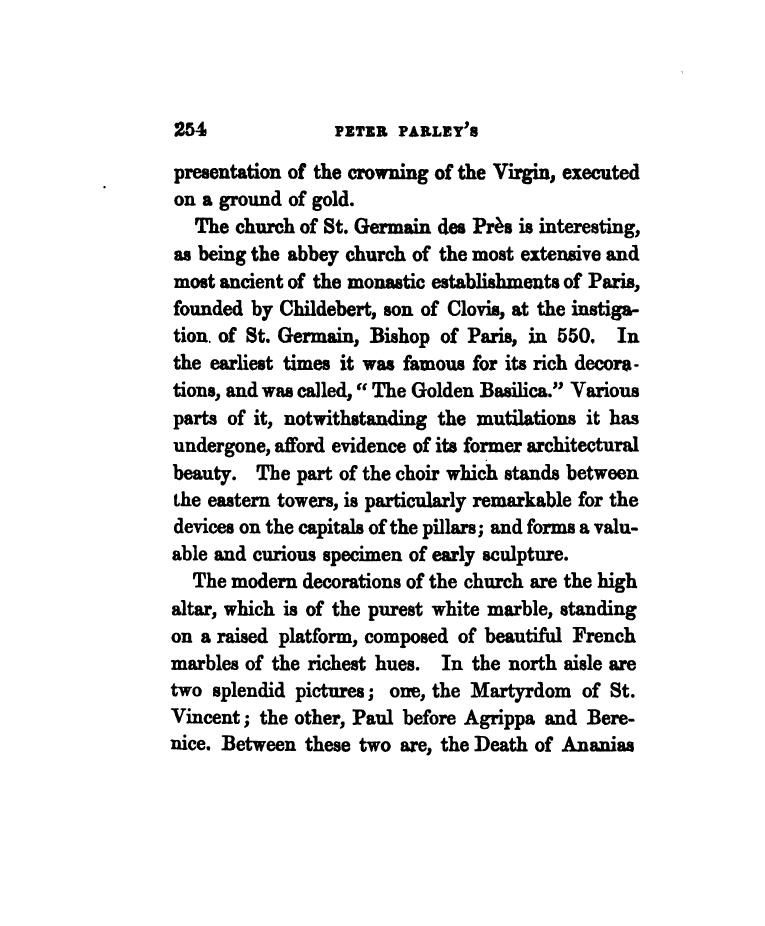 254 PETER PARLEY'S
presentation of the crowning of the Virgin, executed
on a ground of gold.
The church of St. Germain des Près is interesting,
as being the abbey church of the most extensive and
most ancient of the monastic establishments of Paris,
founded by Childebert, son of Clovis, at the instiga-
tion of St. Germain, Bishop of Paris, in 550. In
the earliest times it was famous for its rich decora-
tions, and was called, “ The Golden Basilica.” Various
parts of it, notwithstanding the mutilations it has
undergone, afford evidence of its former architectural
beauty. The part of the choir which stands between
the eastern towers, is particularly remarkable for the
devices on the capitals of the pillars; and forms a valu-
able and curious specimen of early sculpture.
The modern decorations of the church are the high
altar, which is of the purest white marble, standing
on a raised platform, composed of beautiful French
marbles of the richest hues. In the north aisle are
two splendid pictures; one, the Martyrdom of St.
Vincent; the other, Paul before Agrippa and Bere-
nice. Between these two are, the Death of Ananias